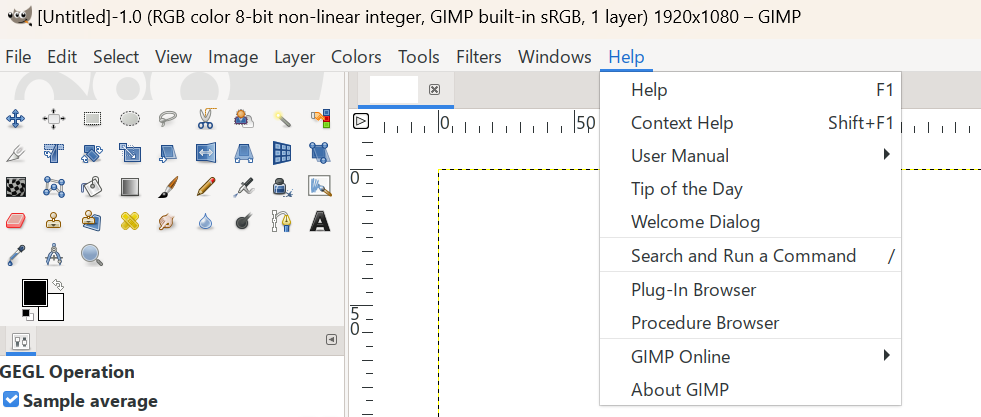 [Untitled]-1.0 (RGB color 8-bit non-linear integer, GIMP built-in sRGB, 1 layer) 1920x1080 – GIMP
File Edit Select View Image Layer Colors Tools Filters Windows Help
Help F1
Context Help Shift+F1
User Manual
Tip of the Day
Welcome Dialog
Search and Run a Command /
Plug-In Browser
Procedure Browser
GIMP Online
About GIMP
0 50
0
50
GEGL Operation
Sample average